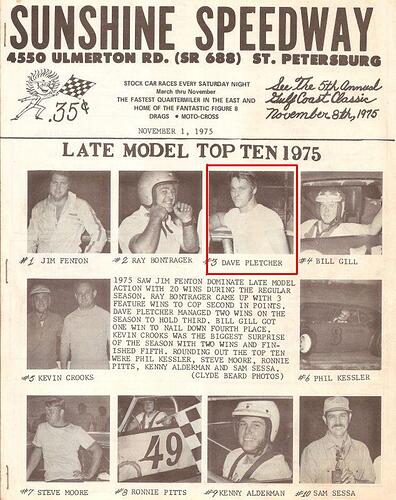 SUNSHINE SPEEDWAY
4550 ULMERTON RD. (SR 688) ST. PETERSBURG
.35¢
STOCK CAR RACES EVERY SATURDAY NIGHT
March thru November
THE FASTEST QUARTERMILER IN THE EAST AND
HOME OF THE FANTASTIC FIGURE 8
DRAGS • MOTO-CROSS
See The 5th Annual
Gulf Coast Classic
November 8th, 1975
NOVEMBER 1, 1975
LATE MODEL TOP TEN 1975
#1 JIM FENTON
#2 RAY BONTRAGER
#3 DAVE PLETCHER
#4 BILL GILL
1975 SAW JIM FENTON DOMINATE LATE MODEL
ACTION WITH 20 WINS DURING THE REGULAR
SEASON. RAY BONTRAGER CAME UP WITH 3
FEATURE WINS TO COP SECOND IN POINTS.
DAVE PLETCHER MANAGED TWO WINS ON THE
SEASON TO HOLD THIRD. BILL GILL GOT
ONE WIN TO NAIL DOWN FOURTH PLACE.
KEVIN CROOKS WAS THE BIGGEST SURPRISE
OF THE SEASON WITH TWO WINS AND FIN-
ISHED FIFTH. ROUNDING OUT THE TOP TEN
WERE PHIL KESSLER, STEVE MOORE, RONNIE
PITTS, KENNY ALDERMAN AND SAM SESSA.
(CLYDE BEARD PHOTOS)
#5 KEVIN CROOKS
#6 PHIL KESSLER
49
#7 STEVE MOORE
#8 RONNIE PITTS
#9 KENNY ALDERMAN
#10 SAM SESSA